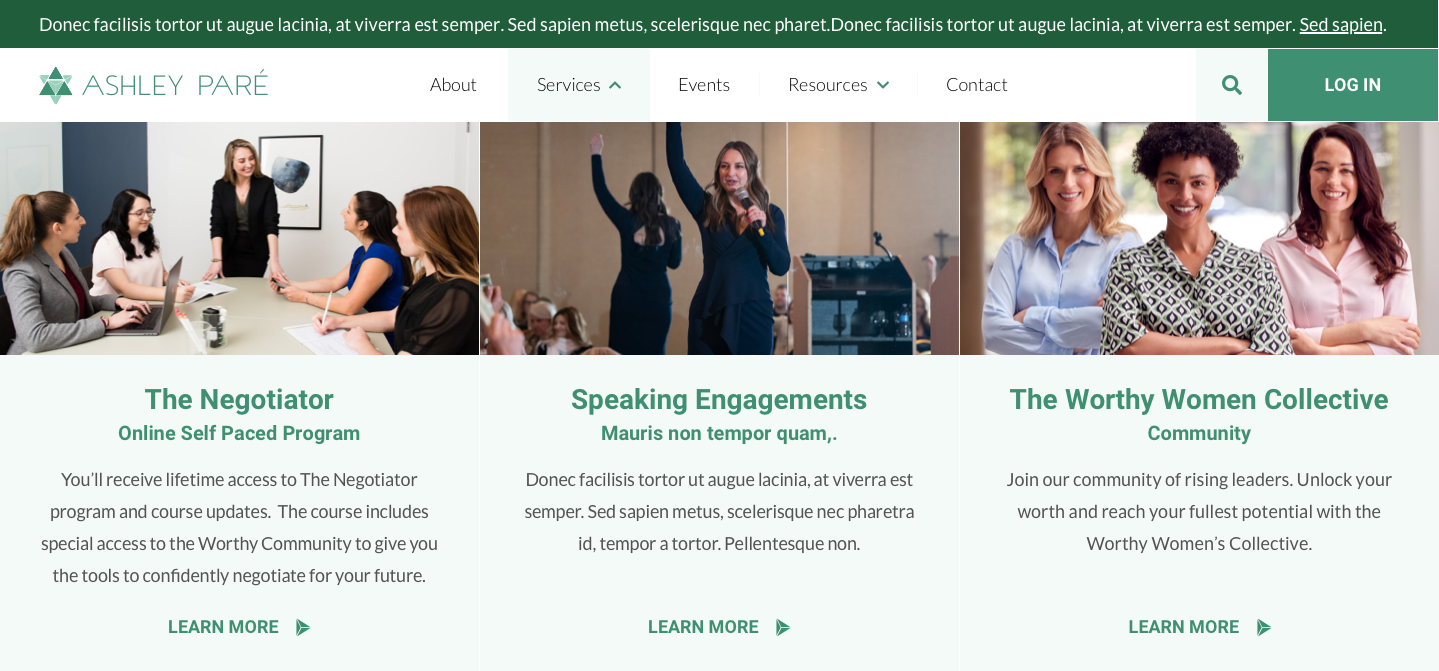 Donec facilisis tortor ut augue lacinia, at viverra est semper. Sed sapien metus, scelerisque nec pharet.Donec facilisis tortor ut augue lacinia, at viverra est semper. Sed sapien.
ASHLEY PARÉ
About
Services
Events
Resources
Contact
LOG IN
The Negotiator
Online Self Paced Program
You’ll receive lifetime access to The Negotiator
program and course updates.  The course includes
special access to the Worthy Community to give you
the tools to confidently negotiate for your future.
LEARN MORE
Speaking Engagements
Mauris non tempor quam,.
Donec facilisis tortor ut augue lacinia, at viverra est
semper. Sed sapien metus, scelerisque nec pharetra
id, tempor a tortor. Pellentesque non.
LEARN MORE
The Worthy Women Collective
Community
Join our community of rising leaders. Unlock your
worth and reach your fullest potential with the
Worthy Women’s Collective.
LEARN MORE